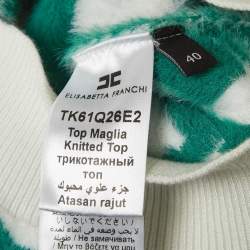 40
ELISABETTA FRANCHI
TK61Q26E2
Top Maglia
Knitted Top
трикотажный
топ
جزء علوي محبوك
Atasan rajut